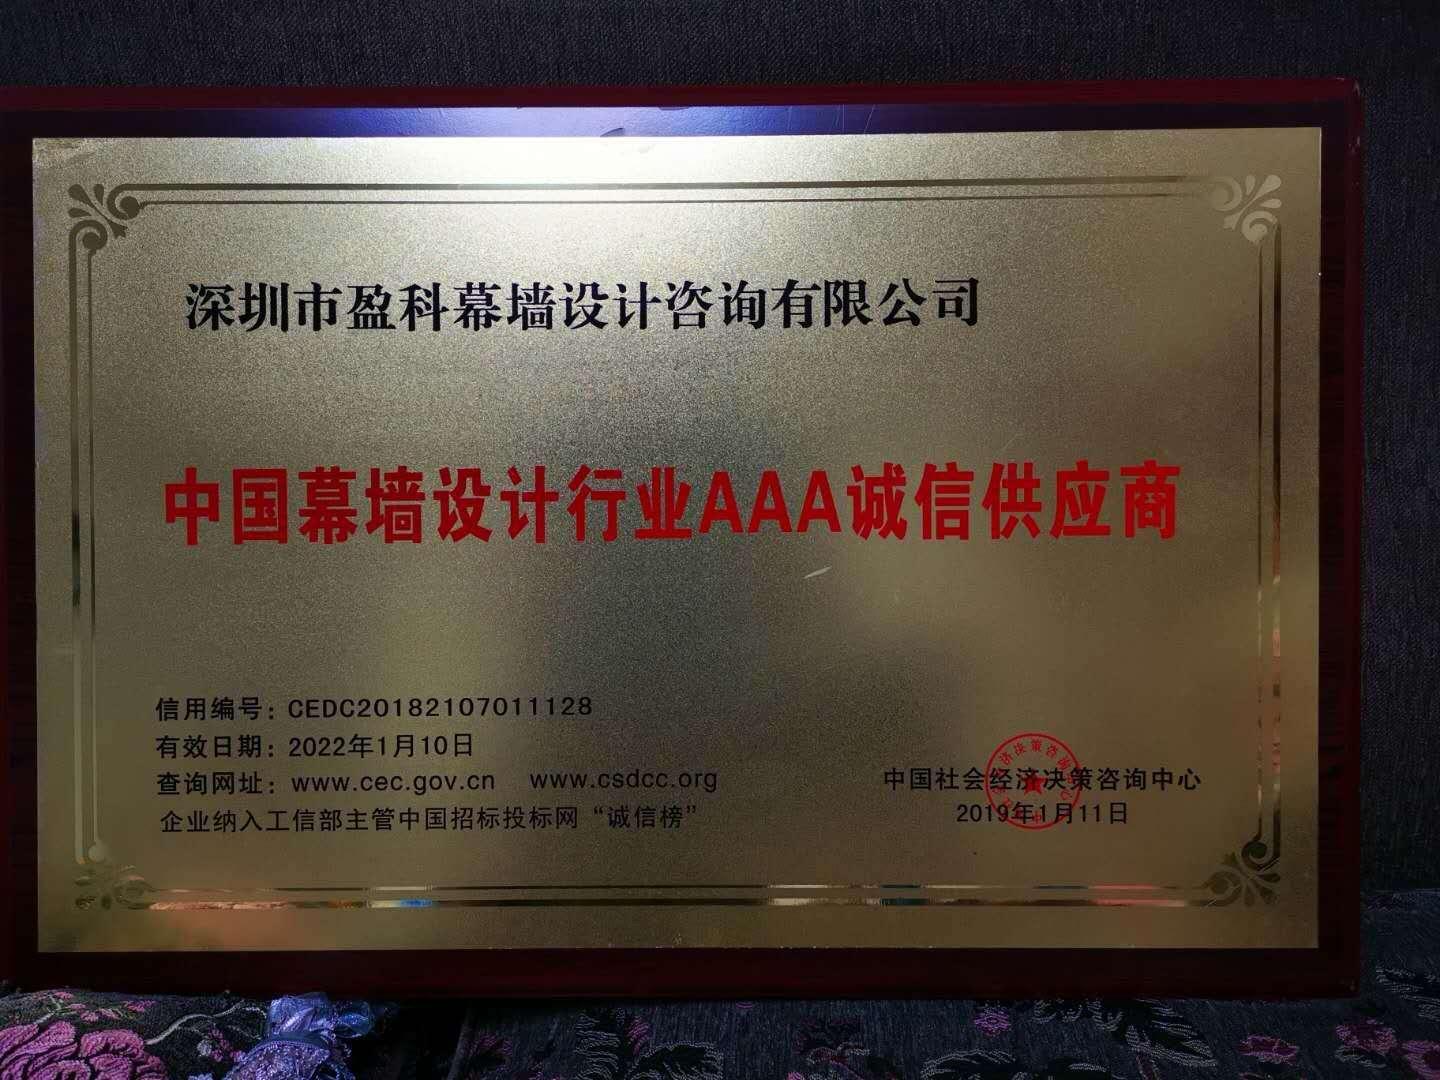 深圳市盈科幕墙设计咨询有限公司
中国幕墙设计行业AAA诚信供应商
信用编号：CEDC20182107011128
有效日期：2022年1月10日
查询网址：www.cec.gov.cn www.csdcc.org
企业纳入工信部主管中国招标投标网“诚信榜”
中国社会经济决策咨询中心
2019年1月11日